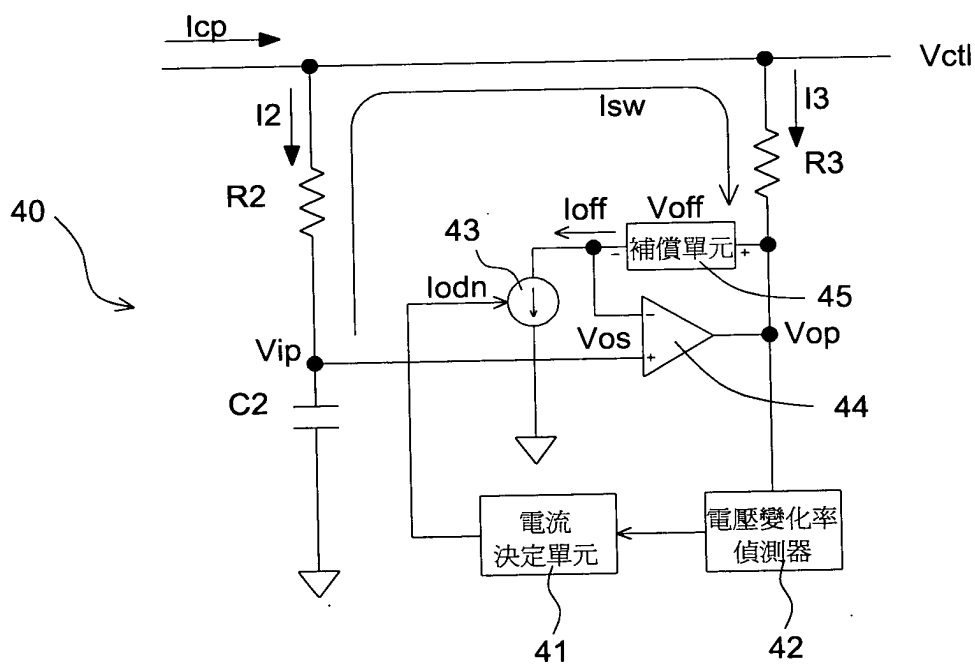 Icp
Vctl
I2
Isw
I3
R2
R3
40
43
Ioff
Voff
− 補償單元 +
45
Iodn
−
Vos
+
Vop
Vip
44
C2
電流
決定單元
電壓變化率
偵測器
41
42